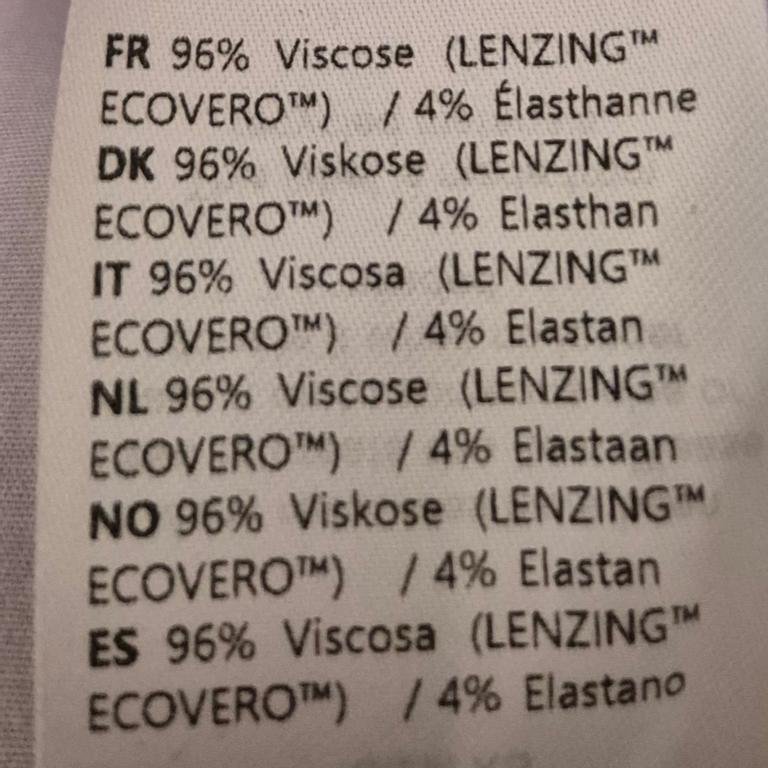 FR 96% Viscose (LENZING™
ECOVERO™) / 4% Élasthanne
DK 96% Viskose (LENZING™
ECOVERO™) / 4% Elasthan
IT 96% Viscosa (LENZING™
ECOVERO™) / 4% Elastan
NL 96% Viscose (LENZING™
ECOVERO™) / 4% Elastaan
NO 96% Viskose (LENZING™
ECOVERO™) / 4% Elastan
ES 96% Viscosa (LENZING™
ECOVERO™) / 4% Elastano